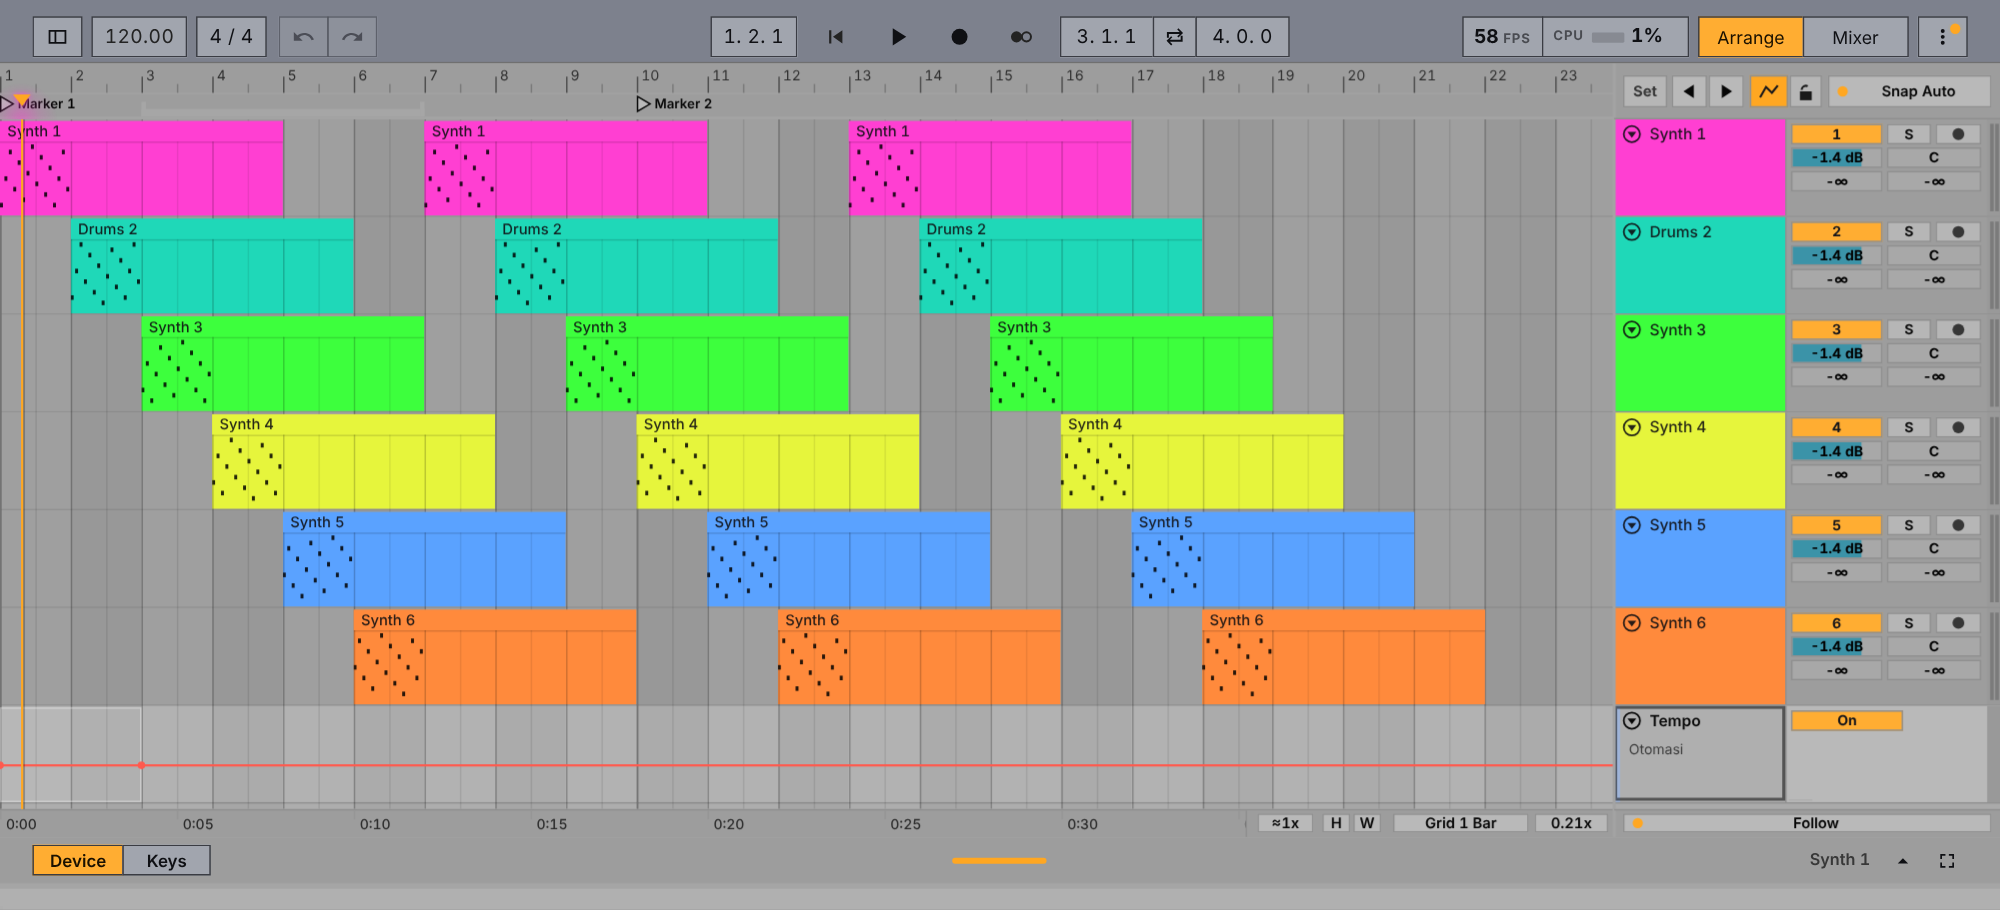 120.00 4 / 4 1. 2. 1 3. 1. 1 4. 0. 0 58 FPS CPU 1% Arrange Mixer
1 2 3 4 5 6 7 8 9 10 11 12 13 14 15 16 17 18 19 20 21 22 23
Set Snap Auto
Marker 1 Marker 2
Synth 1 Synth 1 Synth 1 Synth 1 1 S
-1.4 dB C
-∞ -∞
Drums 2 Drums 2 Drums 2 Drums 2 2 S
-1.4 dB C
-∞ -∞
Synth 3 Synth 3 Synth 3 Synth 3 3 S
-1.4 dB C
-∞ -∞
Synth 4 Synth 4 Synth 4 Synth 4 4 S
-1.4 dB C
-∞ -∞
Synth 5 Synth 5 Synth 5 Synth 5 5 S
-1.4 dB C
-∞ -∞
Synth 6 Synth 6 Synth 6 Synth 6 6 S
-1.4 dB C
-∞ -∞
Tempo On
Otomasi
0:00 0:05 0:10 0:15 0:20 0:25 0:30 ≈1x H W Grid 1 Bar 0.21x Follow
Device Keys Synth 1